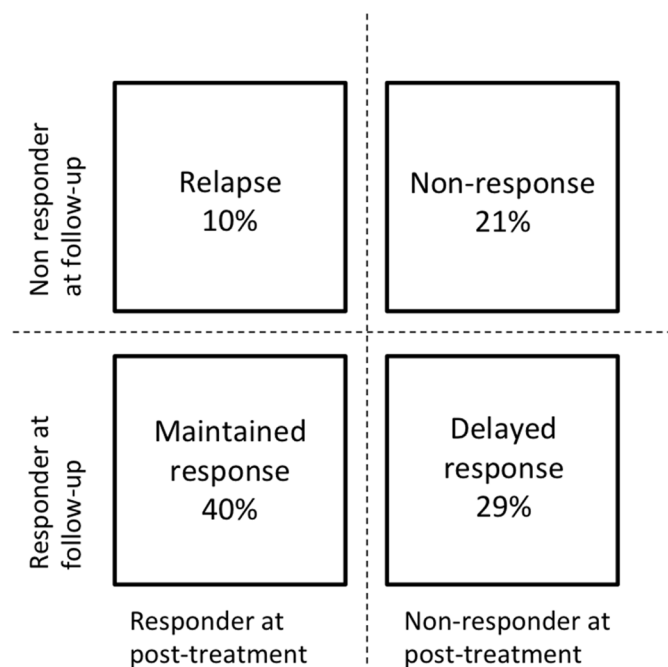 Non responder
at follow-up
Relapse
10%
Non-response
21%
Responder at
follow-up
Maintained
response
40%
Delayed
response
29%
Responder at
post-treatment
Non-responder at
post-treatment